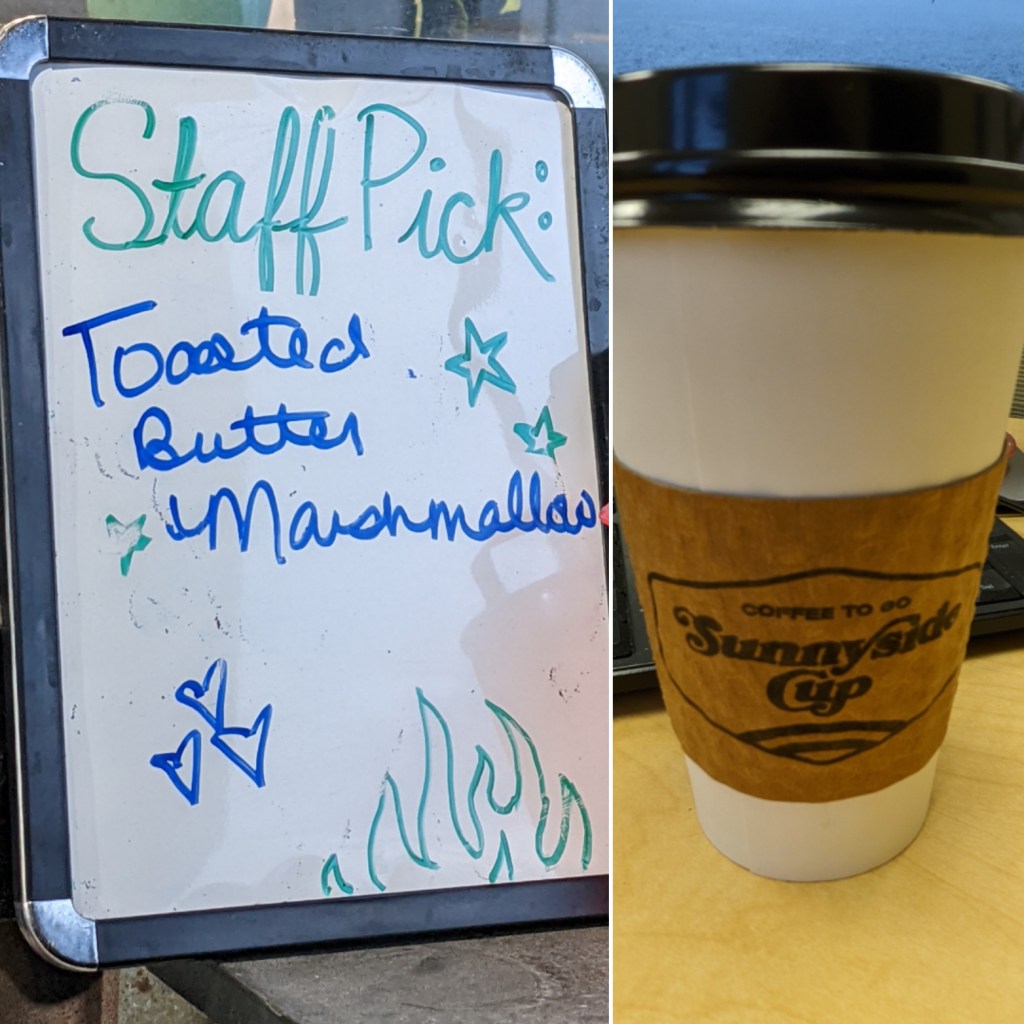 Staff Pick:
Toasted
Butter
& Marshmallow
COFFEE TO GO
Sunnyside
Cup